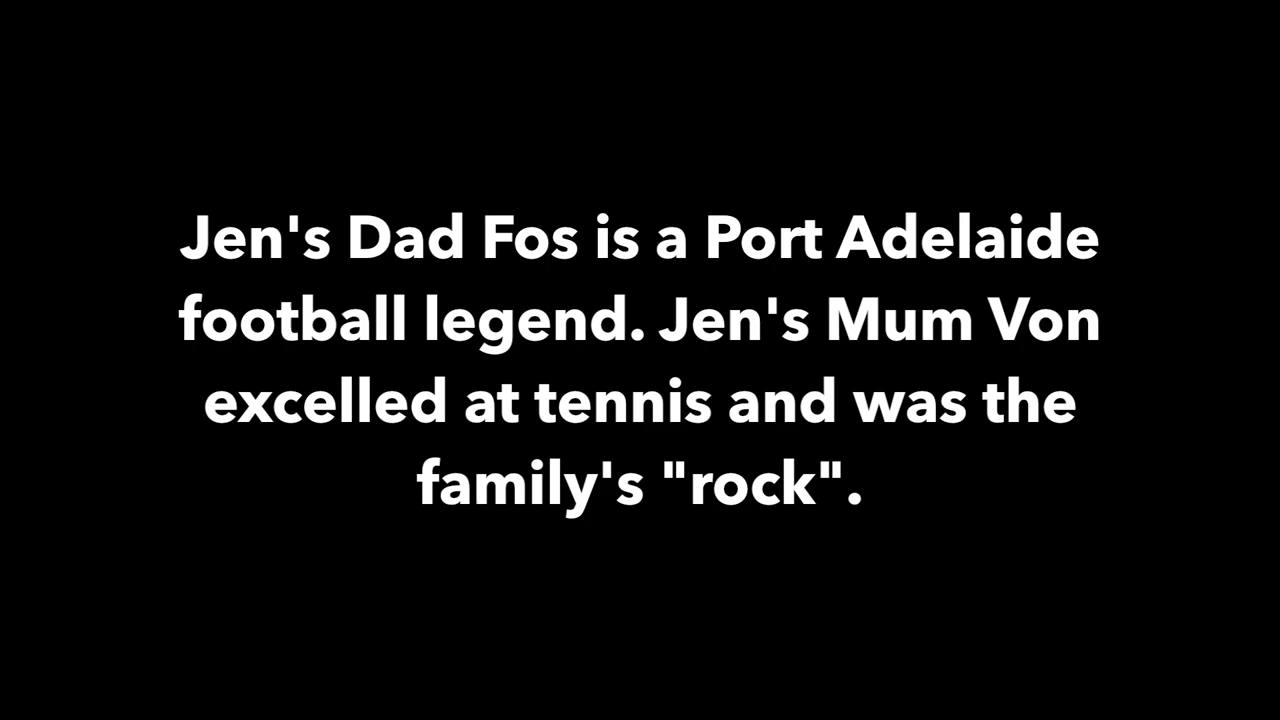 Jen's Dad Fos is a Port Adelaide
football legend. Jen's Mum Von
excelled at tennis and was the
family's "rock".